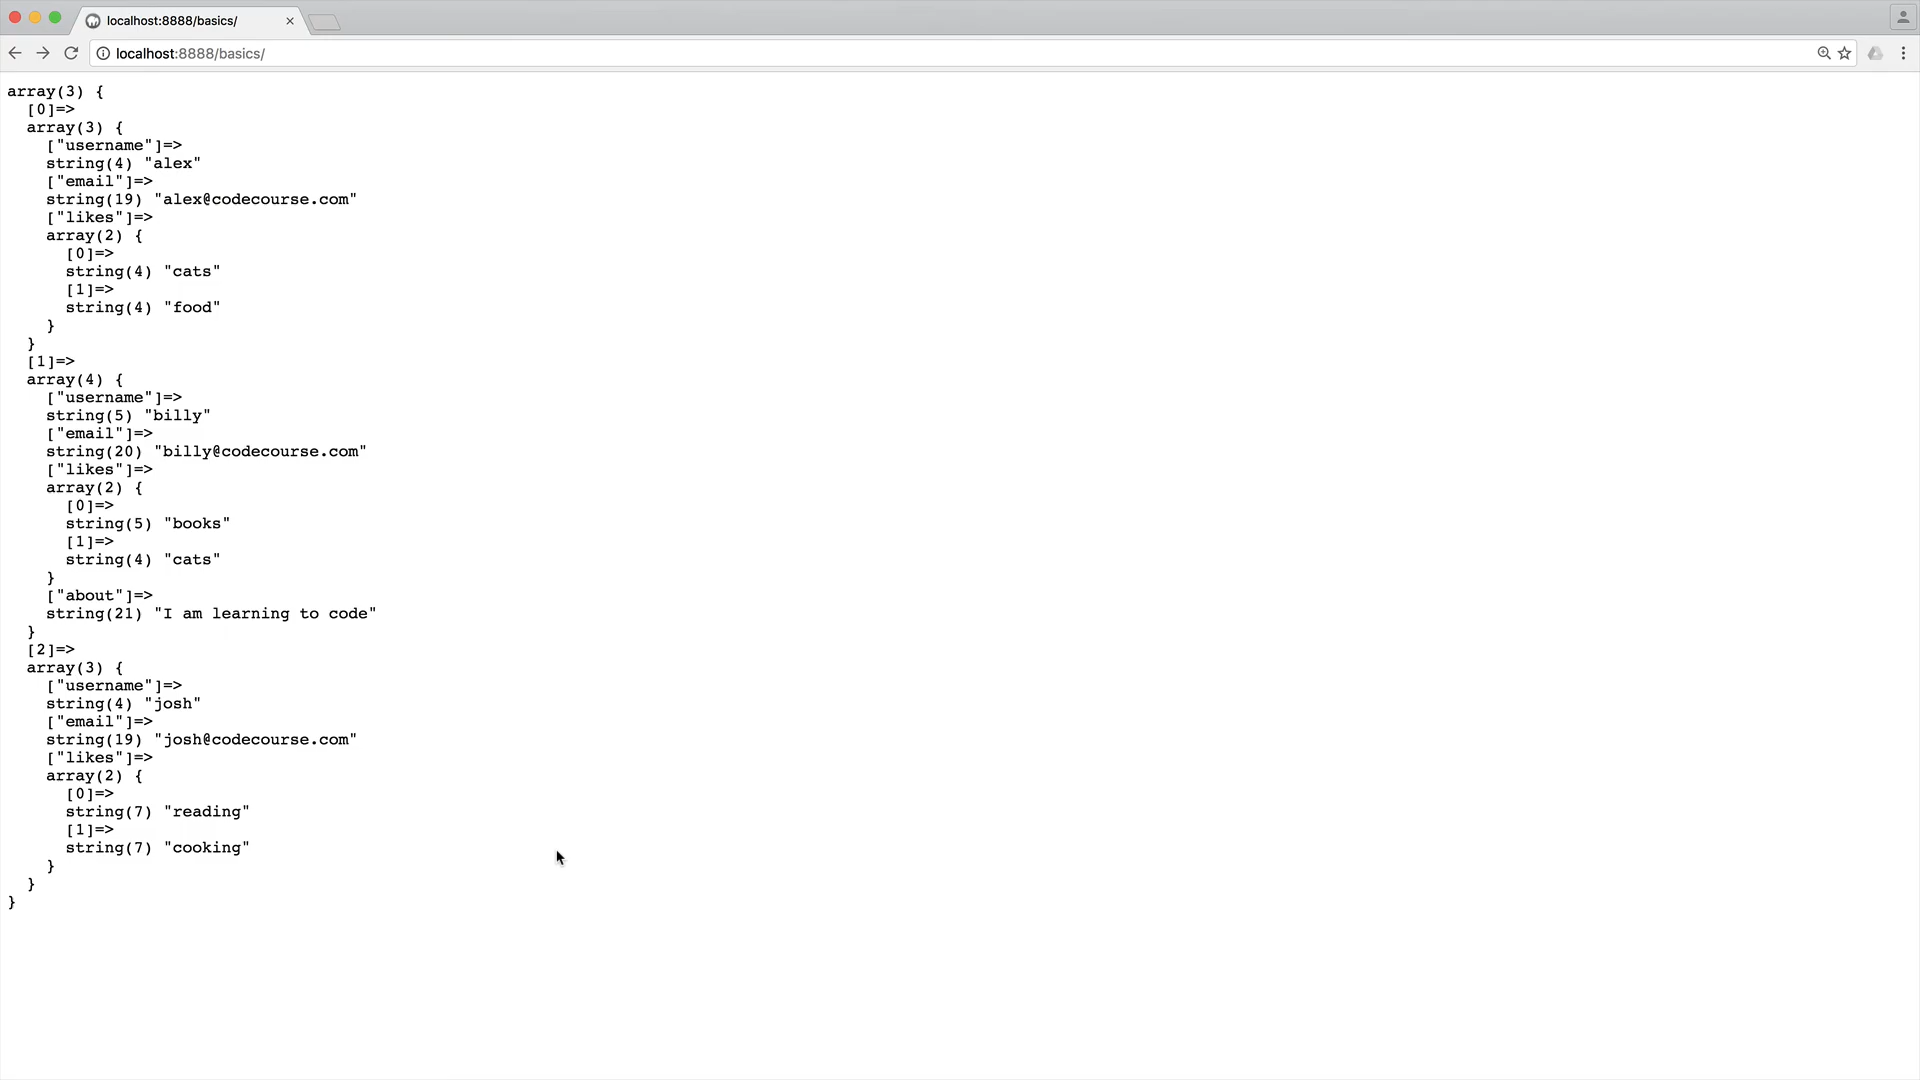 localhost:8888/basics/
localhost:8888/basics/
array(3) {
  [0]=>
  array(3) {
    ["username"]=>
    string(4) "alex"
    ["email"]=>
    string(19) "alex@codecourse.com"
    ["likes"]=>
    array(2) {
      [0]=>
      string(4) "cats"
      [1]=>
      string(4) "food"
    }
  }
  [1]=>
  array(4) {
    ["username"]=>
    string(5) "billy"
    ["email"]=>
    string(20) "billy@codecourse.com"
    ["likes"]=>
    array(2) {
      [0]=>
      string(5) "books"
      [1]=>
      string(4) "cats"
    }
    ["about"]=>
    string(21) "I am learning to code"
  }
  [2]=>
  array(3) {
    ["username"]=>
    string(4) "josh"
    ["email"]=>
    string(19) "josh@codecourse.com"
    ["likes"]=>
    array(2) {
      [0]=>
      string(7) "reading"
      [1]=>
      string(7) "cooking"
    }
  }
}